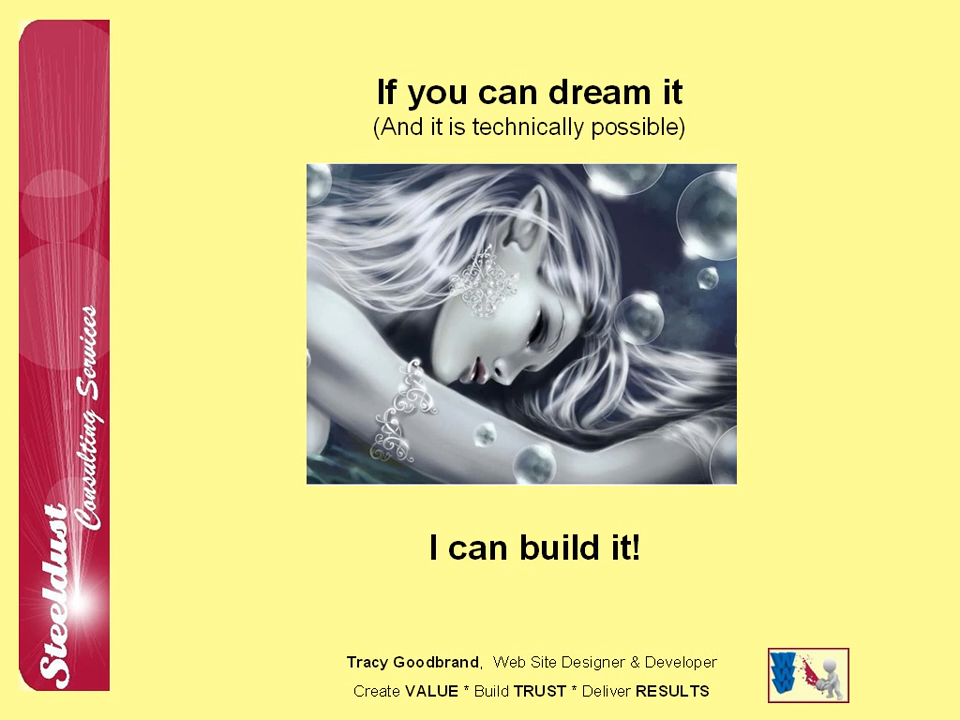 If you can dream it
(And it is technically possible)
I can build it!
Steeldust
Consulting Services
Tracy Goodbrand, Web Site Designer & Developer
Create VALUE * Build TRUST * Deliver RESULTS